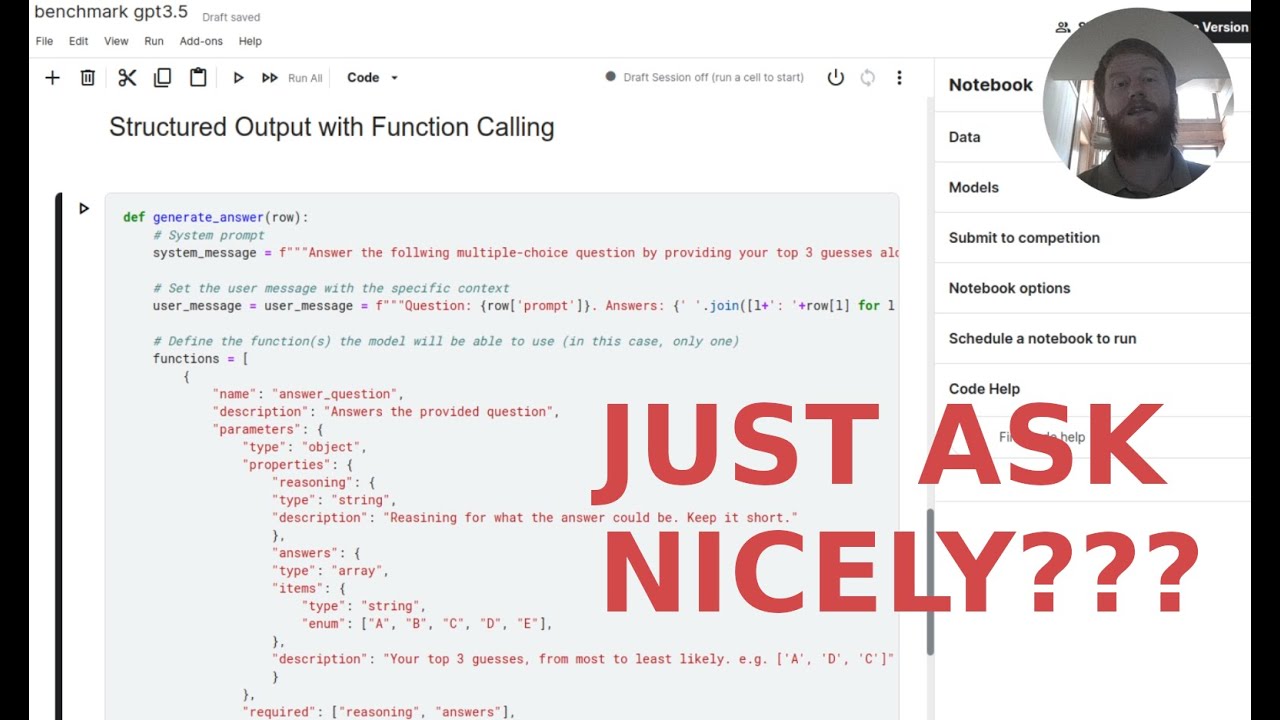 benchmark gpt3.5 Draft saved
File Edit View Run Add-ons Help
Version
Run All Code Draft Session off (run a cell to start)
Notebook
Data
Models
Submit to competition
Notebook options
Schedule a notebook to run
Code Help
help
Structured Output with Function Calling
def generate_answer(row):
# System prompt
system_message = f"""Answer the follwing multiple-choice question by providing your top 3 guesses
# Set the user message with the specific context
user_message = user_message = f"""Question: {row['prompt']}. Answers: {' '.join([l+': '+row[l] for l
# Define the function(s) the model will be able to use (in this case, only one)
functions = [
{
"name": "answer_question",
"description": "Answers the provided question",
"parameters": {
"type": "object",
"properties": {
"reasoning": {
"type": "string",
"description": "Reasining for what the answer could be. Keep it short."
},
"answers": {
"type": "array",
"items": {
"type": "string",
"enum": ["A", "B", "C", "D", "E"],
},
"description": "Your top 3 guesses, from most to least likely. e.g. ['A', 'D', 'C']"
}
},
"required": ["reasoning", "answers"],
JUST ASK
NICELY???